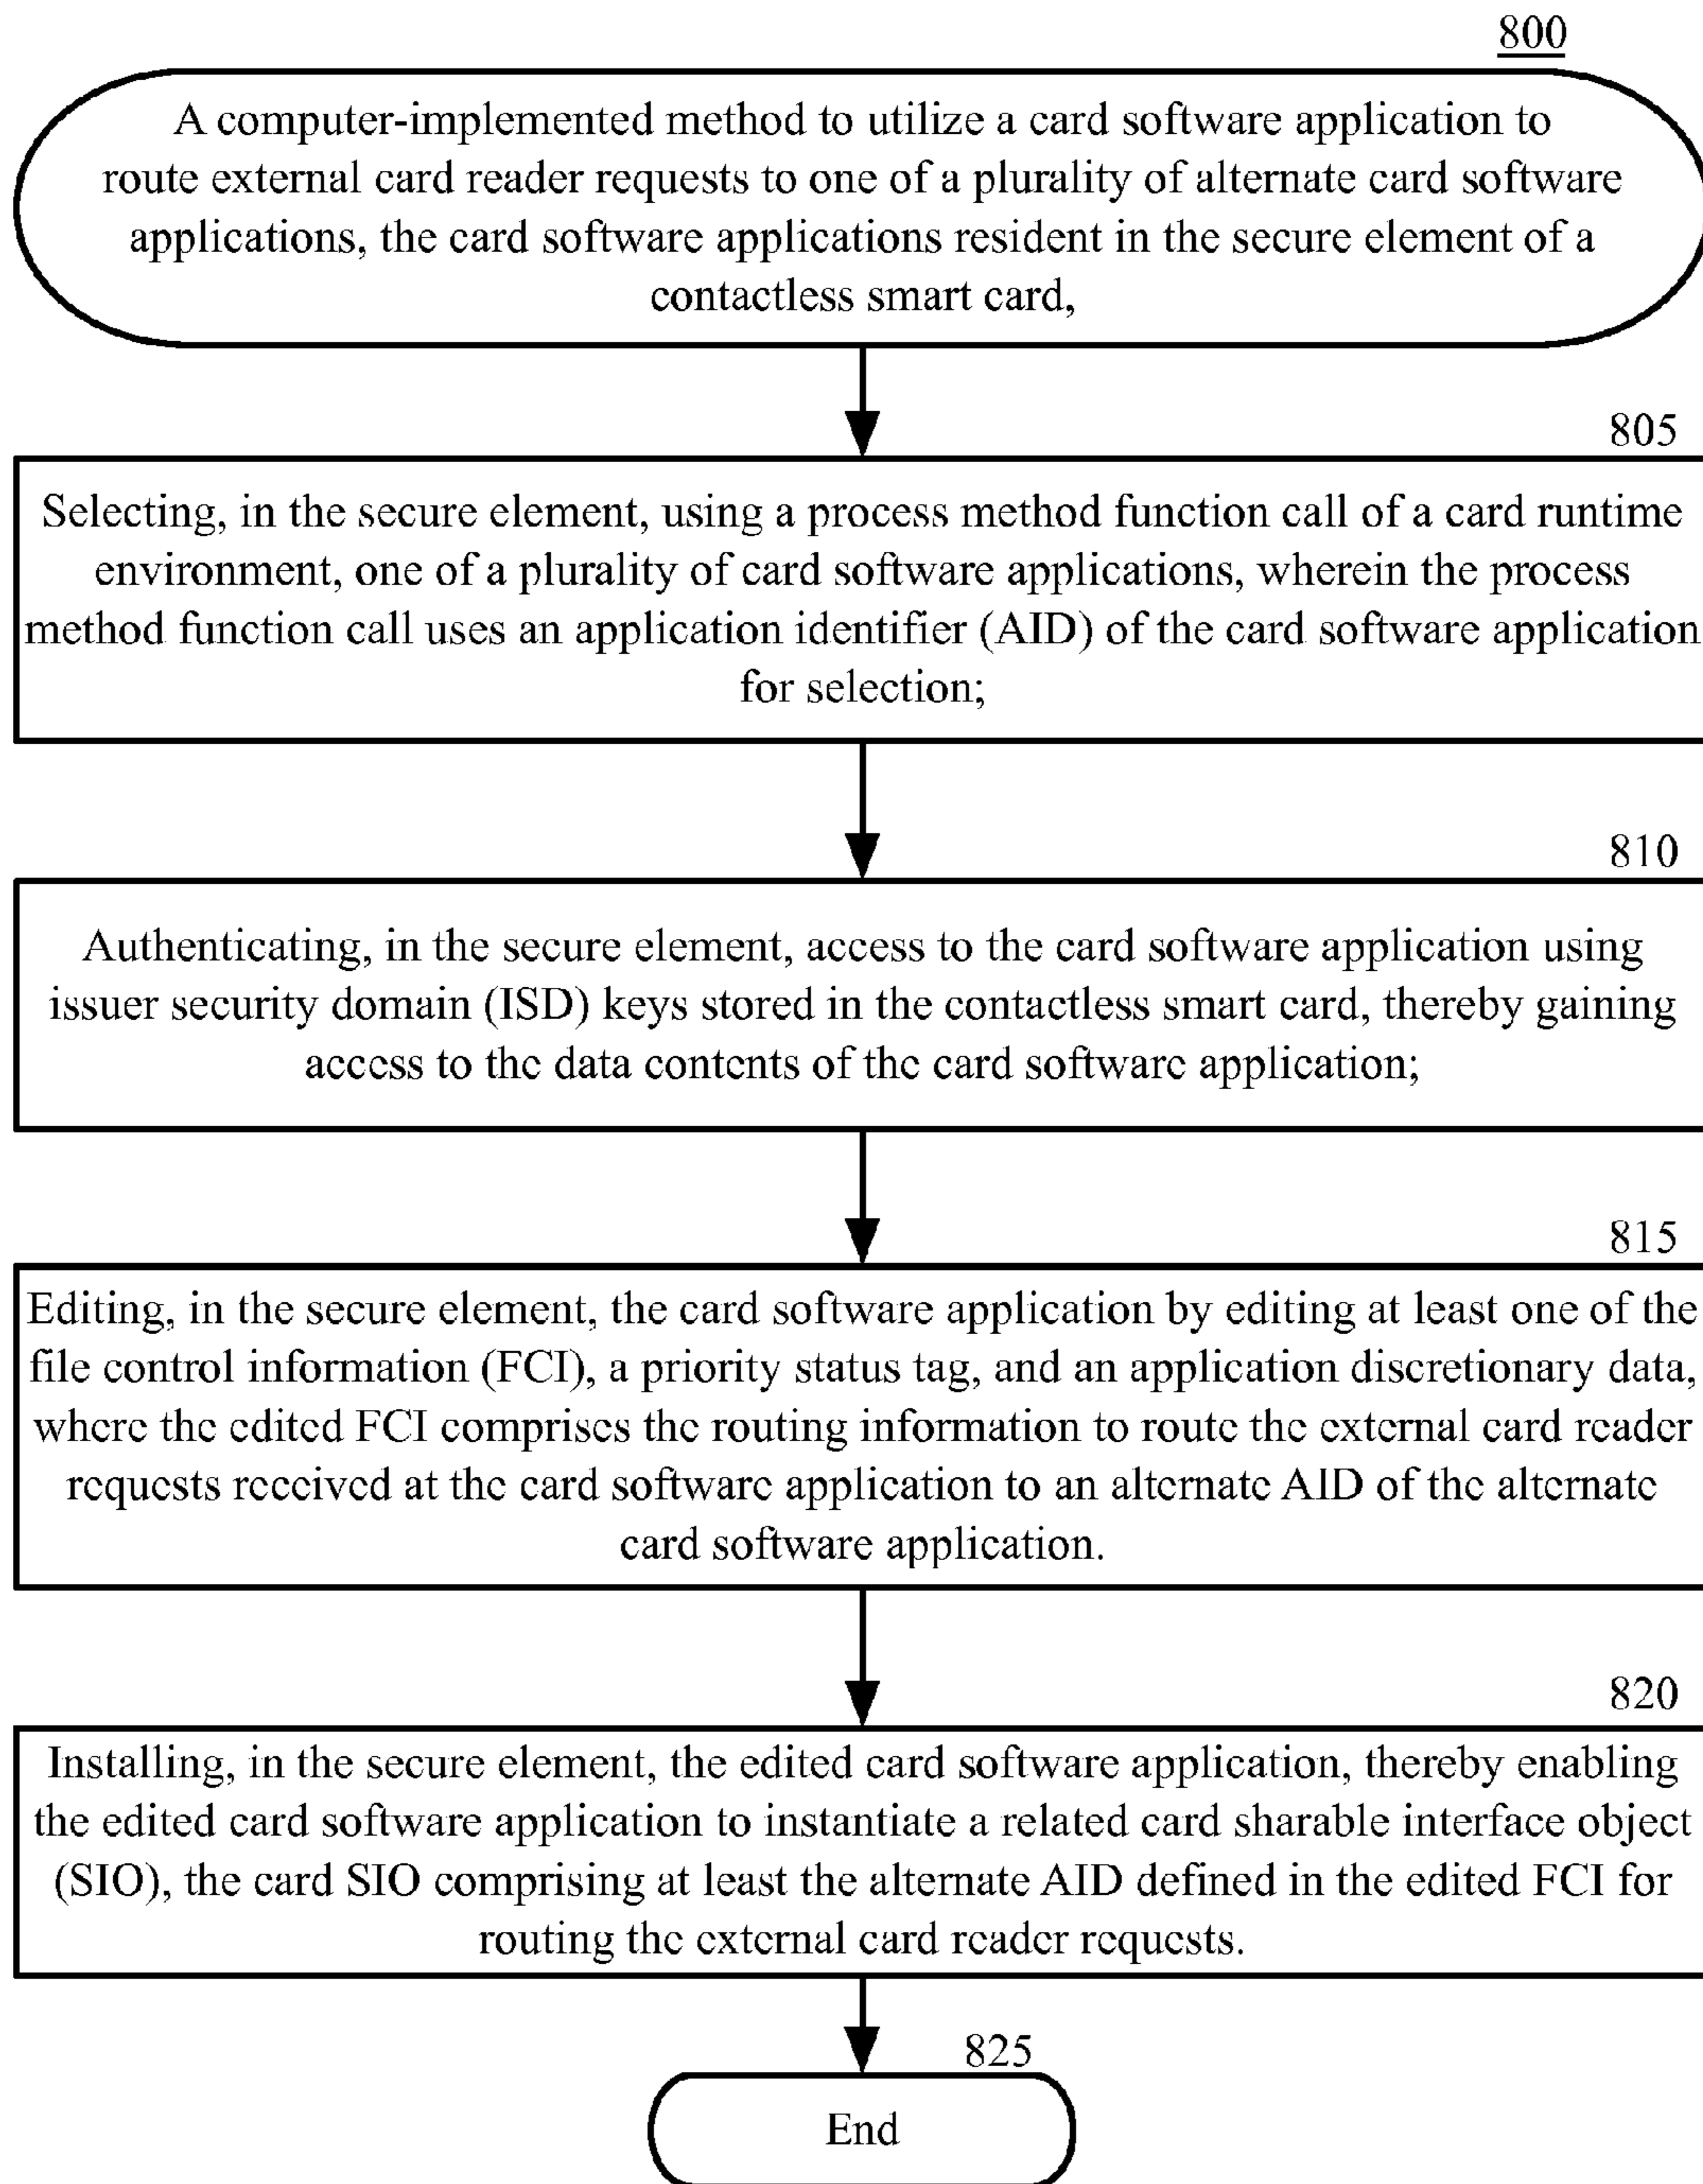 800
A computer-implemented method to utilize a card software application to
route external card reader requests to one of a plurality of alternate card software
applications, the card software applications resident in the secure element of a
contactless smart card,
805
Selecting, in the secure element, using a process method function call of a card runtime
environment, one of a plurality of card software applications, wherein the process
method function call uses an application identifier (AID) of the card software application
for selection;
810
Authenticating, in the secure element, access to the card software application using
issuer security domain (ISD) keys stored in the contactless smart card, thereby gaining
access to the data contents of the card software application;
815
Editing, in the secure element, the card software application by editing at least one of the
file control information (FCI), a priority status tag, and an application discretionary data,
where the edited FCI comprises the routing information to route the external card reader
requests received at the card software application to an alternate AID of the alternate
card software application.
820
Installing, in the secure element, the edited card software application, thereby enabling
the edited card software application to instantiate a related card sharable interface object
(SIO), the card SIO comprising at least the alternate AID defined in the edited FCI for
routing the external card reader requests.
825
End